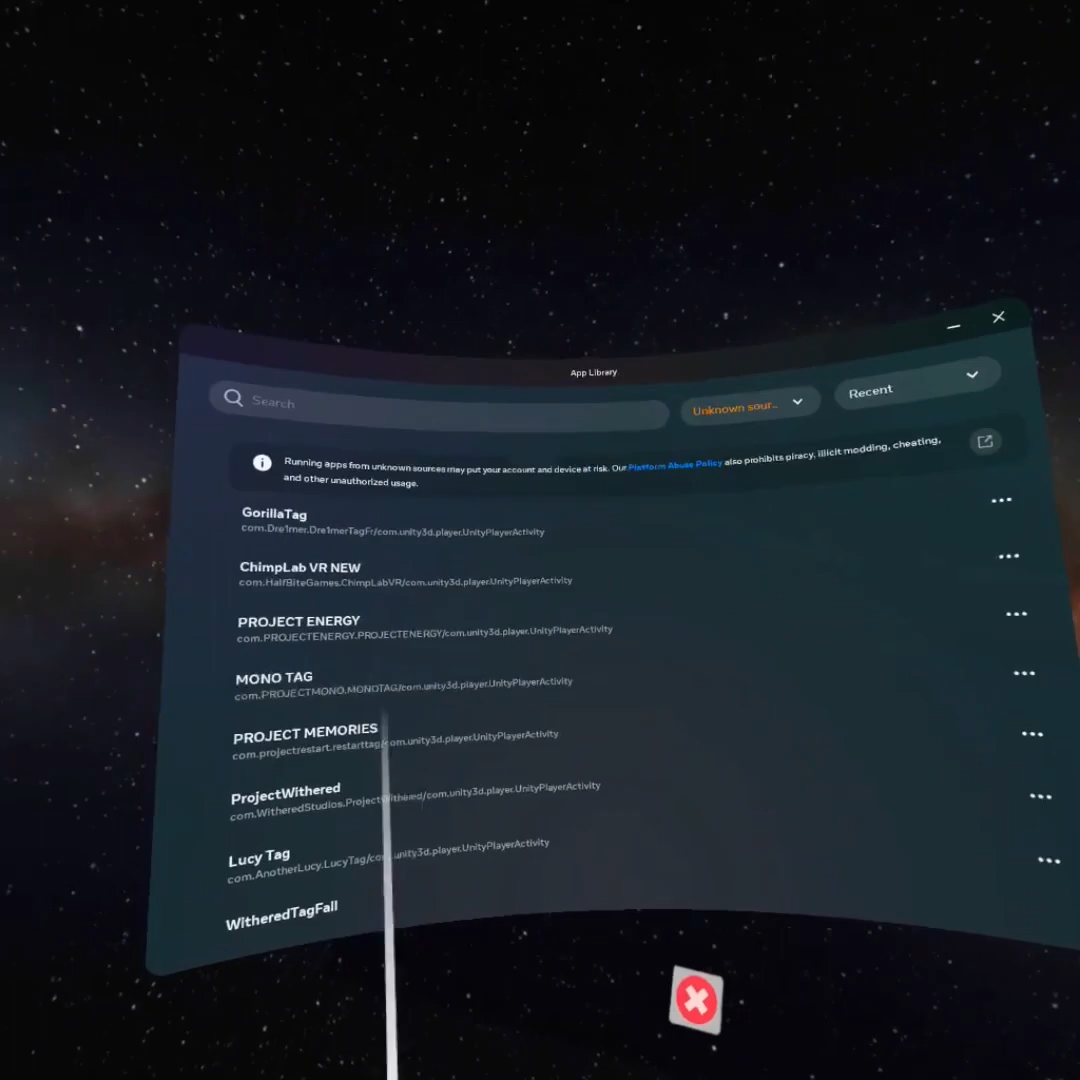 App Library
Search
Unknown sour...
Recent
Running apps from unknown sources may put your account and device at risk. Our Platform Abuse Policy also prohibits piracy, illicit modding, cheating,
and other unauthorized usage.
GorillaTag
com.Dre1mer.Dre1merTagFr/com.unity3d.player.UnityPlayerActivity
ChimpLab VR NEW
com.HalfBiteGames.ChimpLabVR/com.unity3d.player.UnityPlayerActivity
PROJECT ENERGY
com.PROJECTENERGY.PROJECTENERGY/com.unity3d.player.UnityPlayerActivity
MONO TAG
com.PROJECTMONO.MONOTAG/com.unity3d.player.UnityPlayerActivity
PROJECT MEMORIES
com.projectrestart.restarttag/com.unity3d.player.UnityPlayerActivity
ProjectWithered
com.WitheredStudios.ProjectWithered/com.unity3d.player.UnityPlayerActivity
Lucy Tag
com.AnotherLucy.LucyTag/com.unity3d.player.UnityPlayerActivity
WitheredTagFall